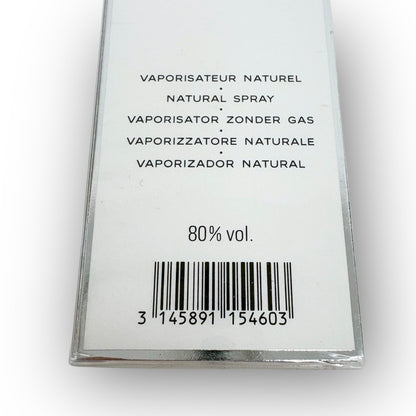 VAPORISATEUR NATUREL
·
NATURAL SPRAY
·
VAPORISATOR ZONDER GAS
·
VAPORIZZATORE NATURALE
·
VAPORIZADOR NATURAL
80% vol.
3 145891 154603